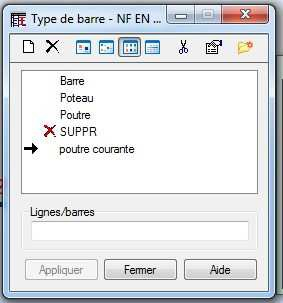 Type de barre - NF EN ...
Barre
Poteau
Poutre
SUPPR
poutre courante
Lignes/barres
Appliquer
Fermer
Aide